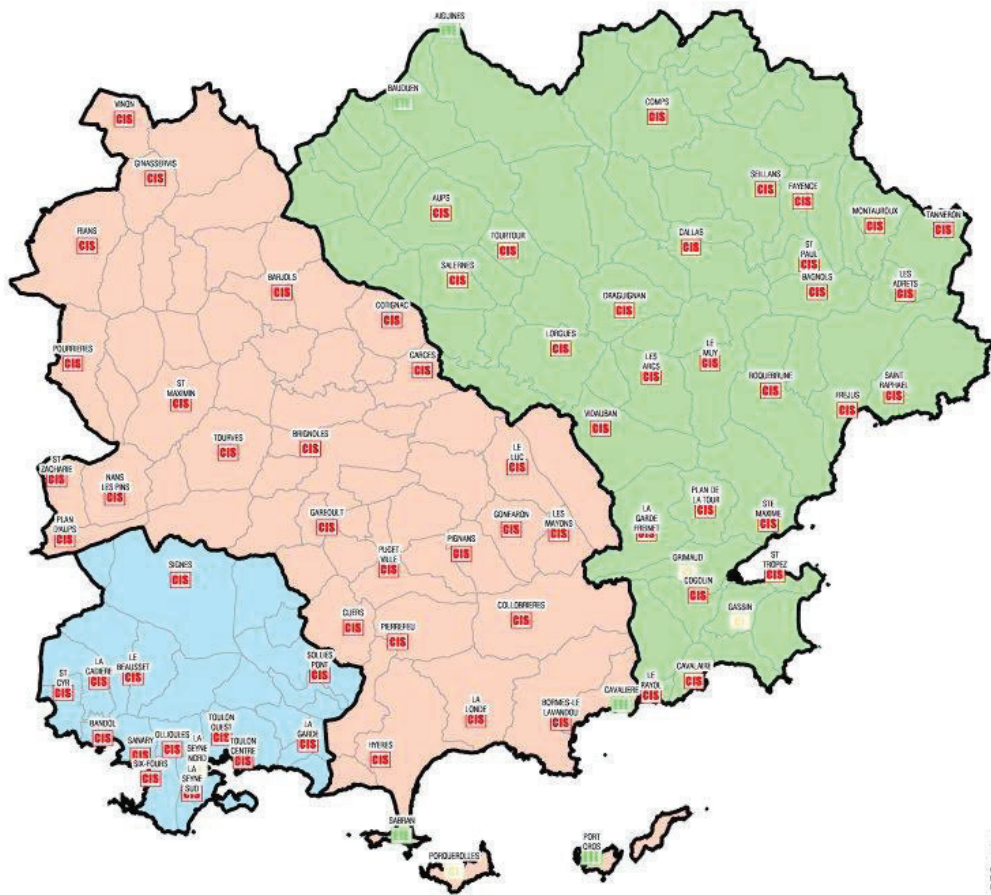 AIGUINES
BAUDUEN
VINON
CIS
COMPS
CIS
GINASSERVIS
CIS
SEILLANS
CIS
FAYENCE
CIS
AUPS
CIS
MONTAUROUX
CIS
TANNERON
CIS
RIANS
CIS
TOURTOUR
CIS
CALLAS
CIS
ST
PAUL
CIS
BAGNOLS
CIS
SALERNES
CIS
LES
ADRETS
CIS
BARJOLS
CIS
DRAGUIGNAN
CIS
COTIGNAC
CIS
LORGUES
CIS
LE
MUY
CIS
LES
ARCS
CIS
POURRIERES
CIS
CARCES
CIS
ROQUEBRUNE
CIS
SAINT
RAPHAEL
CIS
FREJUS
CIS
ST
MAXIMIN
CIS
VIDAUBAN
CIS
TOURVES
CIS
BRIGNOLES
CIS
LE
LUC
CIS
ST
ZACHARIE
CIS
NANS
LES PINS
CIS
PLAN DE
LA TOUR
CIS
PLAN
D'AUPS
CIS
GAREOULT
CIS
GONFARON
CIS
LES
MAYONS
CIS
LA
GARDE
FREINET
CIS
STE
MAXIME
CIS
PIGNANS
CIS
PUGET
VILLE
CIS
GRIMAUD
ST
TROPEZ
CIS
SIGNES
CIS
COGOLIN
CIS
GASSIN
COLLOBRIERES
CIS
CUERS
CIS
PIERREFEU
CIS
SOLLIES
PONT
CIS
LE
BEAUSSET
CIS
LA
CADIERE
CIS
ST
CYR
CIS
CAVALAIRE
CIS
LE
RAYOL
CIS
CAVALIERE
BORMES-LE
LAVANDOU
CIS
LA
LONDE
CIS
BANDOL
CIS
SANARY
CIS
OLLIOULES
CIS
LA
SEYNE
NORD
TOULON
OUEST
CIS
TOULON
CENTRE
CIS
LA
GARDE
CIS
HYERES
CIS
SIX-FOURS
CIS
LA
SEYNE
SUD
CIS
SABRAN
PORQUEROLLES
PORT
CROS